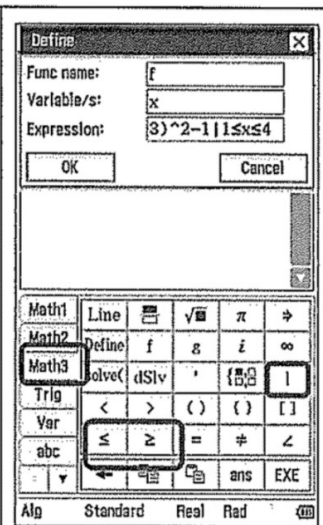 Define
Func name: f
Variable/s: x
Expression: 3)^2-1|1≤x≤4
OK Cancel
Math1 Line √■ π ⇒
Math2 Define f g i ∞
Math3 solve( dSlv ' {■,■ |
Trig < > ( ) { } [ ]
Var ≤ ≥ = ≠ ∠
abc
ans EXE
Alg Standard Real Rad